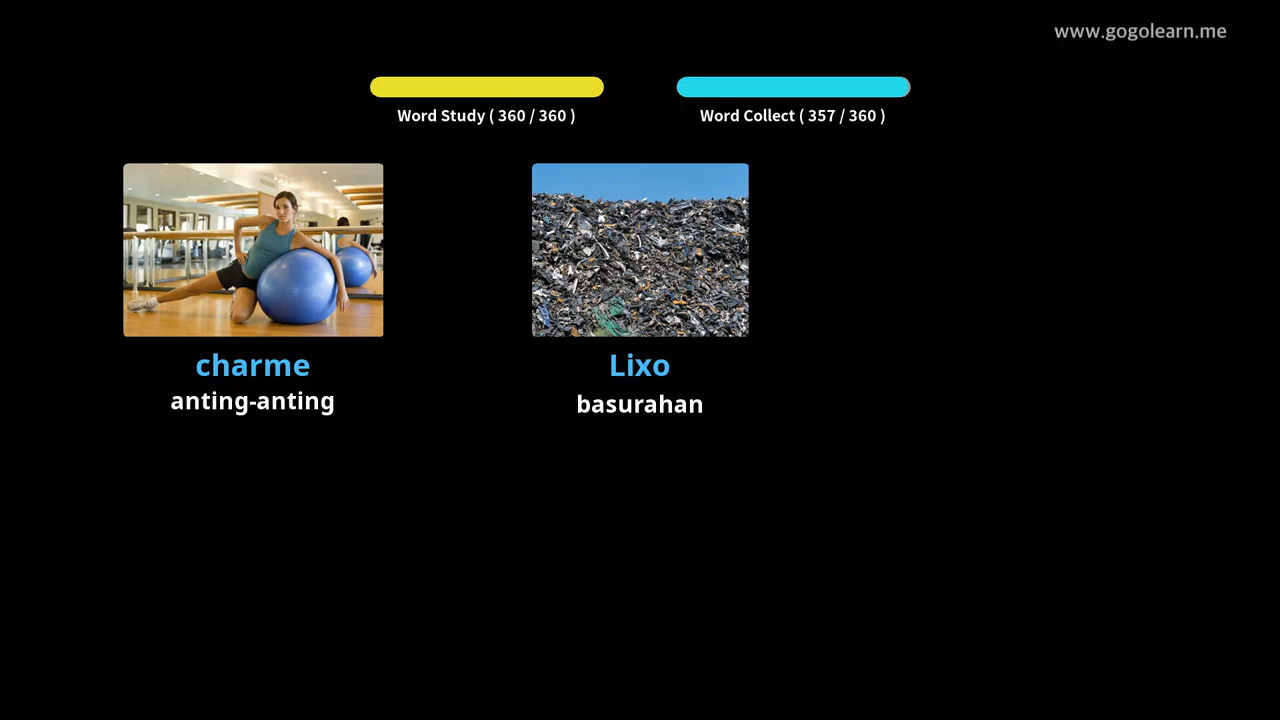 www.gogolearn.me
Word Study ( 360 / 360 )
Word Collect ( 357 / 360 )
charme
anting-anting
Lixo
basurahan